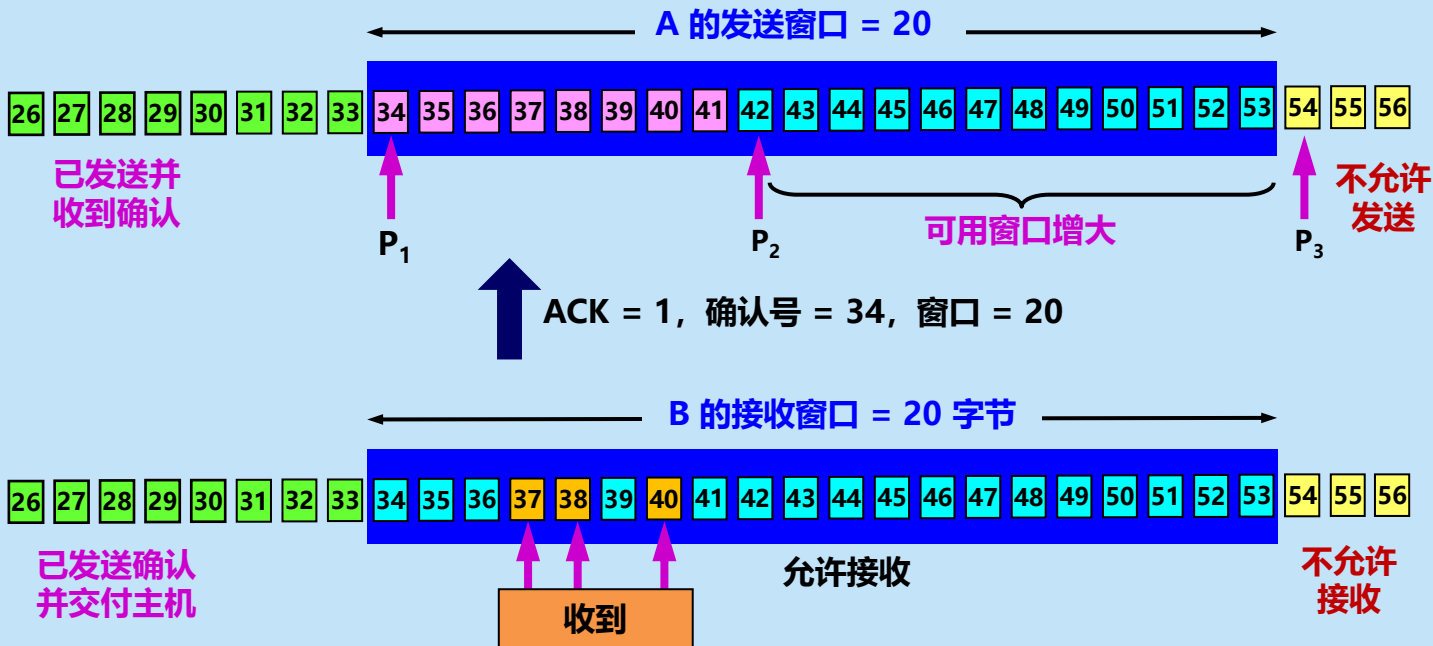 A 的发送窗口 = 20
26 27 28 29 30 31 32 33 34 35 36 37 38 39 40 41 42 43 44 45 46 47 48 49 50 51 52 53 54 55 56
已发送并
收到确认
可用窗口增大
不允许
发送
P1
P2
P3
ACK = 1，确认号 = 34，窗口 = 20
B 的接收窗口 = 20 字节
26 27 28 29 30 31 32 33 34 35 36 37 38 39 40 41 42 43 44 45 46 47 48 49 50 51 52 53 54 55 56
已发送确认
并交付主机
允许接收
不允许
接收
收到